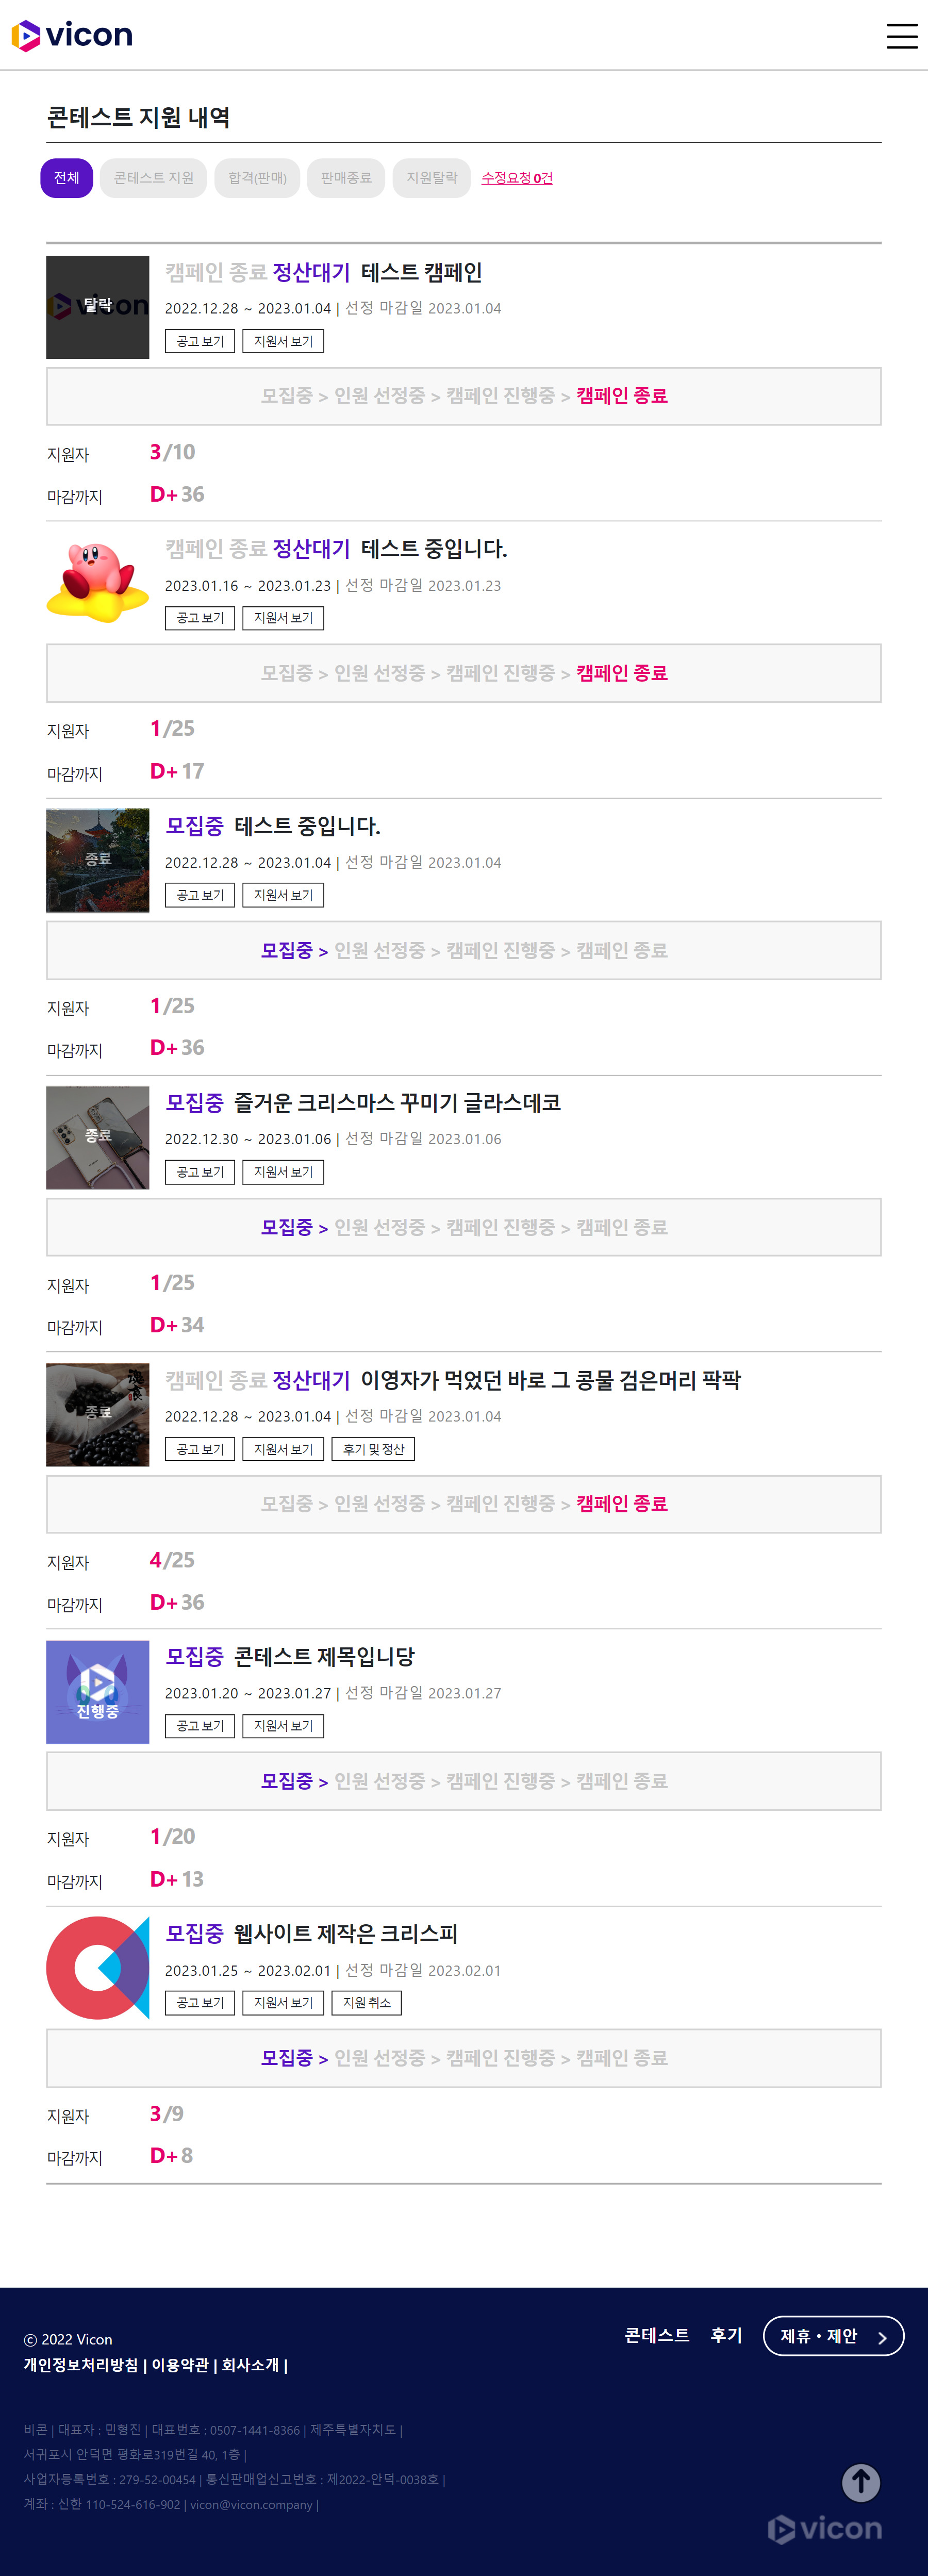 vicon
콘테스트 지원 내역
전체 콘테스트 지원 합격(판매) 판매종료 지원탈락 수정요청 0건
vicon
탈락
캠페인 종료 정산대기 테스트 캠페인
2022.12.28 ~ 2023.01.04 | 선정 마감일 2023.01.04
공고 보기 지원서 보기
모집중 > 인원 선정중 > 캠페인 진행중 > 캠페인 종료
지원자 3/10
마감까지 D+ 36
캠페인 종료 정산대기 테스트 중입니다.
2023.01.16 ~ 2023.01.23 | 선정 마감일 2023.01.23
공고 보기 지원서 보기
모집중 > 인원 선정중 > 캠페인 진행중 > 캠페인 종료
지원자 1/25
마감까지 D+ 17
종료
모집중 테스트 중입니다.
2022.12.28 ~ 2023.01.04 | 선정 마감일 2023.01.04
공고 보기 지원서 보기
모집중 > 인원 선정중 > 캠페인 진행중 > 캠페인 종료
지원자 1/25
마감까지 D+ 36
종료
모집중 즐거운 크리스마스 꾸미기 글라스데코
2022.12.30 ~ 2023.01.06 | 선정 마감일 2023.01.06
공고 보기 지원서 보기
모집중 > 인원 선정중 > 캠페인 진행중 > 캠페인 종료
지원자 1/25
마감까지 D+ 34
종료
캠페인 종료 정산대기 이영자가 먹었던 바로 그 콩물 검은머리 팍팍
2022.12.28 ~ 2023.01.04 | 선정 마감일 2023.01.04
공고 보기 지원서 보기 후기 및 정산
모집중 > 인원 선정중 > 캠페인 진행중 > 캠페인 종료
지원자 4/25
마감까지 D+ 36
진행중
모집중 콘테스트 제목입니당
2023.01.20 ~ 2023.01.27 | 선정 마감일 2023.01.27
공고 보기 지원서 보기
모집중 > 인원 선정중 > 캠페인 진행중 > 캠페인 종료
지원자 1/20
마감까지 D+ 13
모집중 웹사이트 제작은 크리스피
2023.01.25 ~ 2023.02.01 | 선정 마감일 2023.02.01
공고 보기 지원서 보기 지원 취소
모집중 > 인원 선정중 > 캠페인 진행중 > 캠페인 종료
지원자 3/9
마감까지 D+ 8
콘테스트 후기 제휴・제안
ⓒ 2022 Vicon
개인정보처리방침 | 이용약관 | 회사소개 |
비콘 | 대표자 : 민형진 | 대표번호 : 0507-1441-8366 | 제주특별자치도 |
서귀포시 안덕면 평화로319번길 40, 1층 |
사업자등록번호 : 279-52-00454 | 통신판매업신고번호 : 제2022-안덕-0038호 |
계좌 : 신한 110-524-616-902 | vicon@vicon.company |
vicon